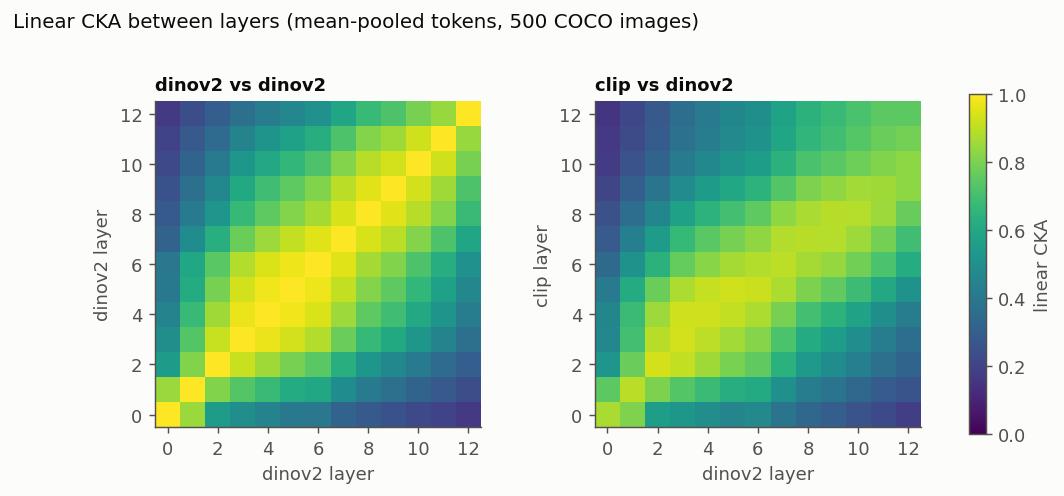 Linear CKA between layers (mean-pooled tokens, 500 COCO images)
dinov2 vs dinov2
12
10
8
6
4
2
0
dinov2 layer
0 2 4 6 8 10 12
dinov2 layer
clip vs dinov2
12
10
8
6
4
2
0
clip layer
0 2 4 6 8 10 12
dinov2 layer
1.0
0.8
0.6
0.4
0.2
0.0
linear CKA